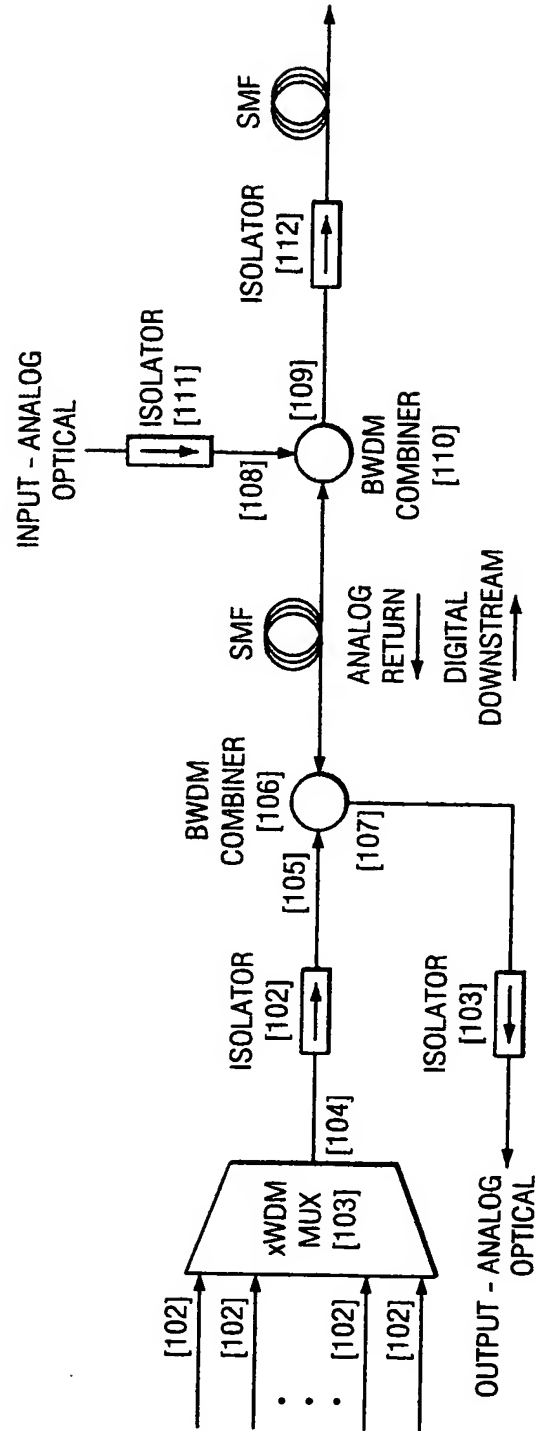 [102]
[102]
• • •
[102]
[102]
xWDM
MUX
[103]
[104]
ISOLATOR
[102]
[105]
BWDM
COMBINER
[106]
[107]
ISOLATOR
[103]
OUTPUT - ANALOG
OPTICAL
SMF
ANALOG
RETURN
DIGITAL
DOWNSTREAM
INPUT - ANALOG
OPTICAL
ISOLATOR
[111]
[108]
[109]
BWDM
COMBINER
[110]
ISOLATOR
[112]
SMF